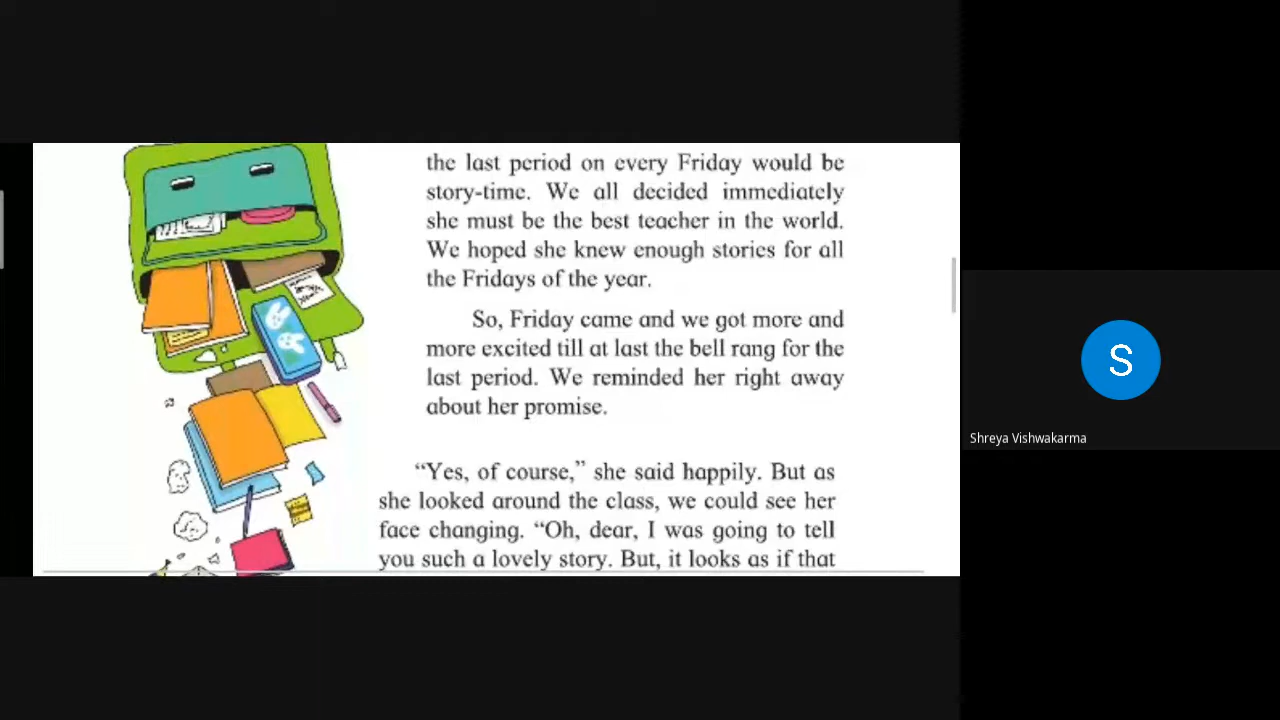 the last period on every Friday would be
story-time. We all decided immediately
she must be the best teacher in the world.
We hoped she knew enough stories for all
the Fridays of the year.
So, Friday came and we got more and
more excited till at last the bell rang for the
last period. We reminded her right away
about her promise.
“Yes, of course,” she said happily. But as
she looked around the class, we could see her
face changing. “Oh, dear, I was going to tell
you such a lovely story. But, it looks as if that
S
Shreya Vishwakarma